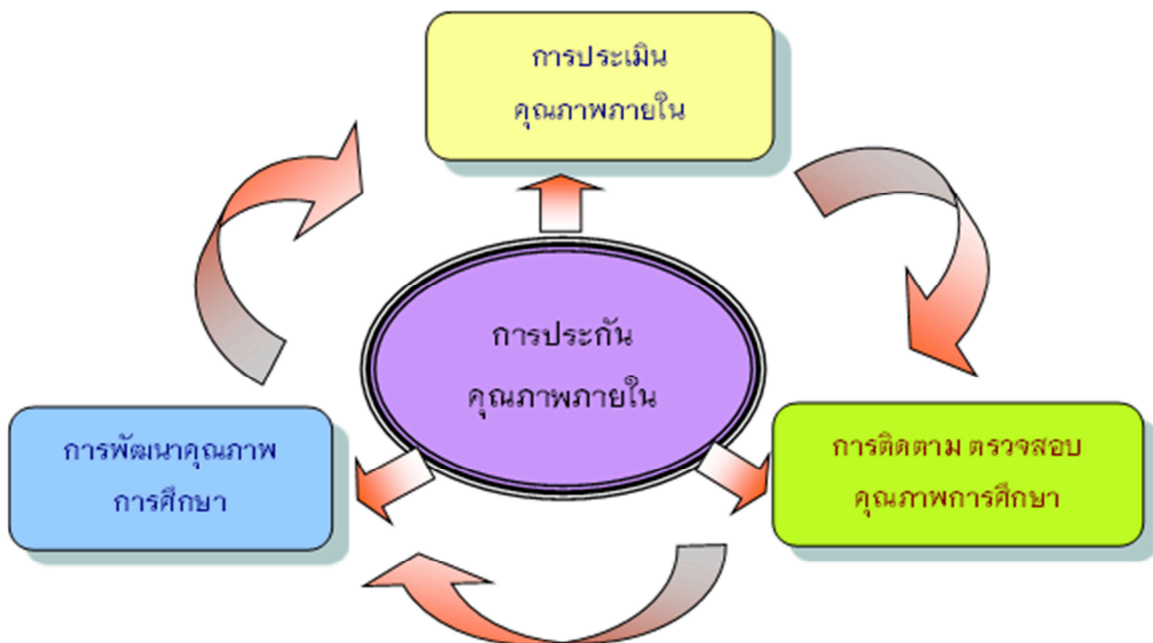 การประเมิน
คุณภาพภายใน
การประกัน
คุณภาพภายใน
การพัฒนาคุณภาพ
การศึกษา
การติดตาม ตรวจสอบ
คุณภาพการศึกษา